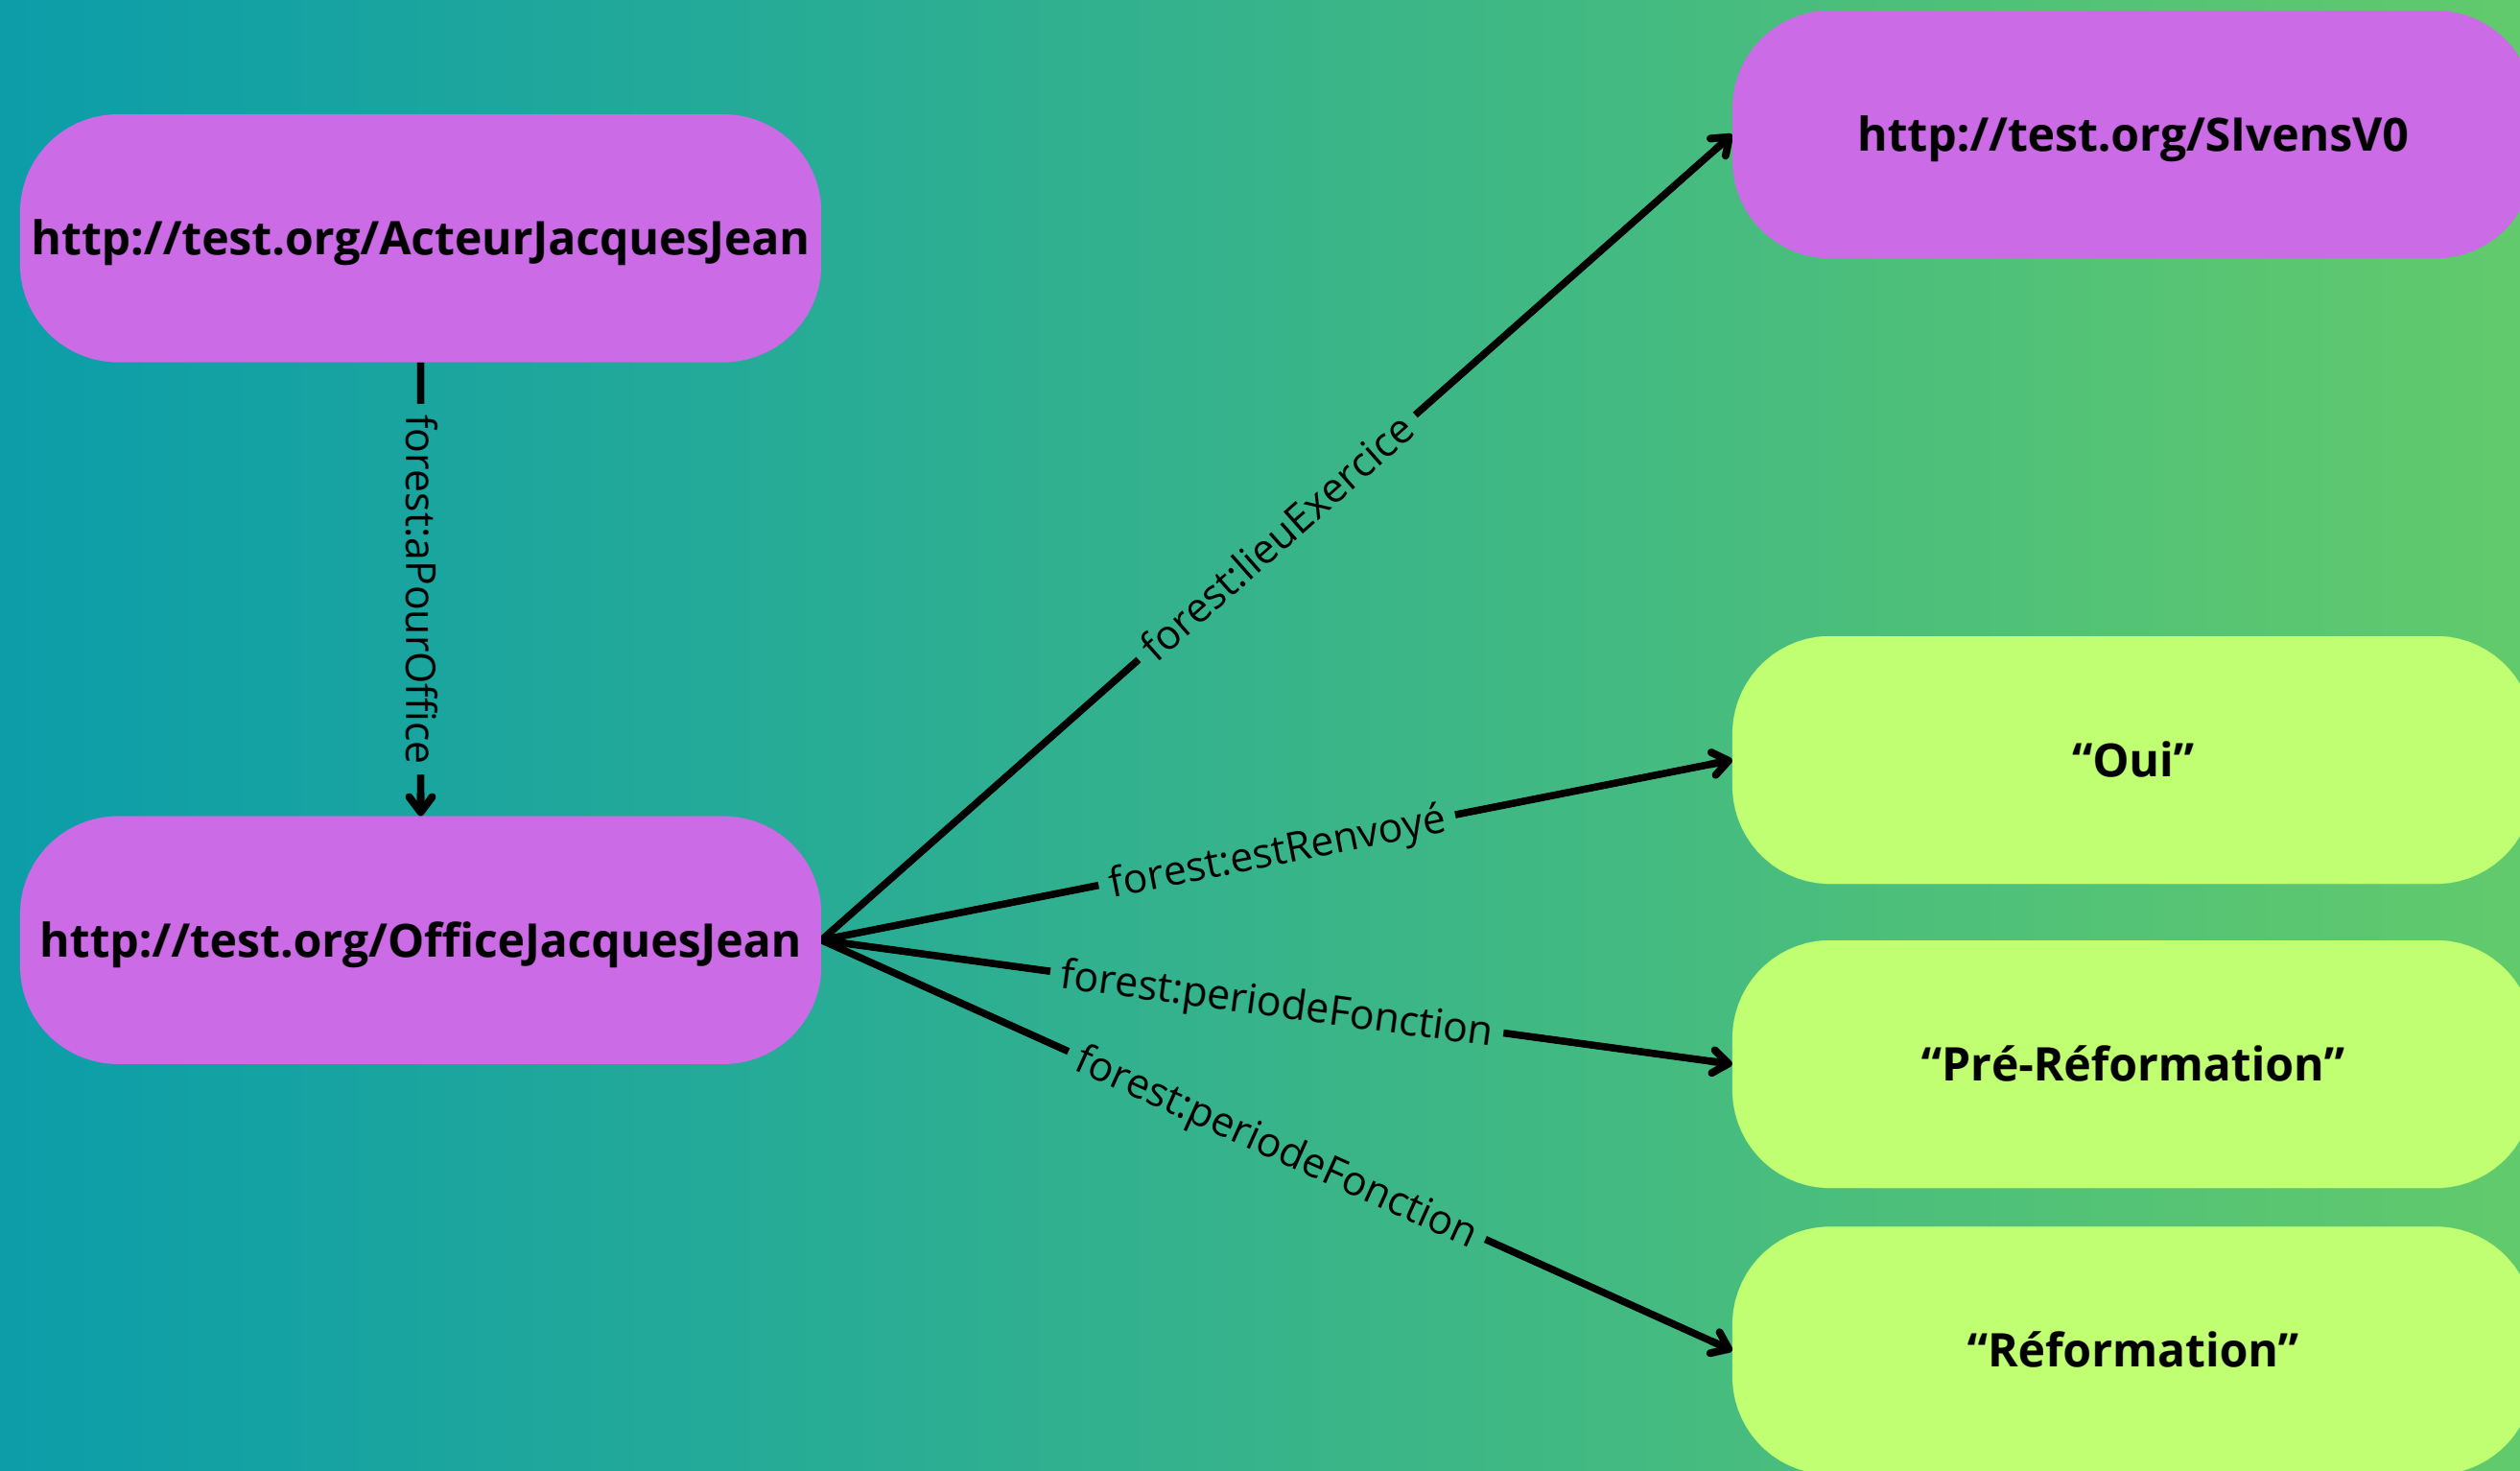 http://test.org/SIvensV0
http://test.org/ActeurJacquesJean
forest:aPourOffice
forest:lieuExercice
“Oui”
forest:estRenvoyé
http://test.org/OfficeJacquesJean
forest:periodeFonction
“Pré-Réformation”
forest:periodeFonction
“Réformation”